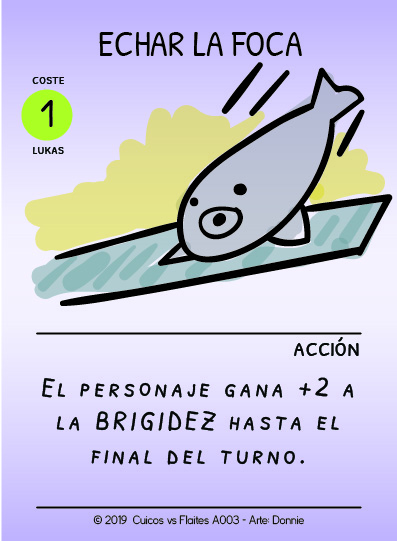 ECHAR LA FOCA
COSTE
1
LUKAS
ACCIÓN
EL PERSONAJE GANA +2 A
LA BRIGIDEZ HASTA EL
FINAL DEL TURNO.
© 2019 Cuicos vs Flaites A003 - Arte: Donnie